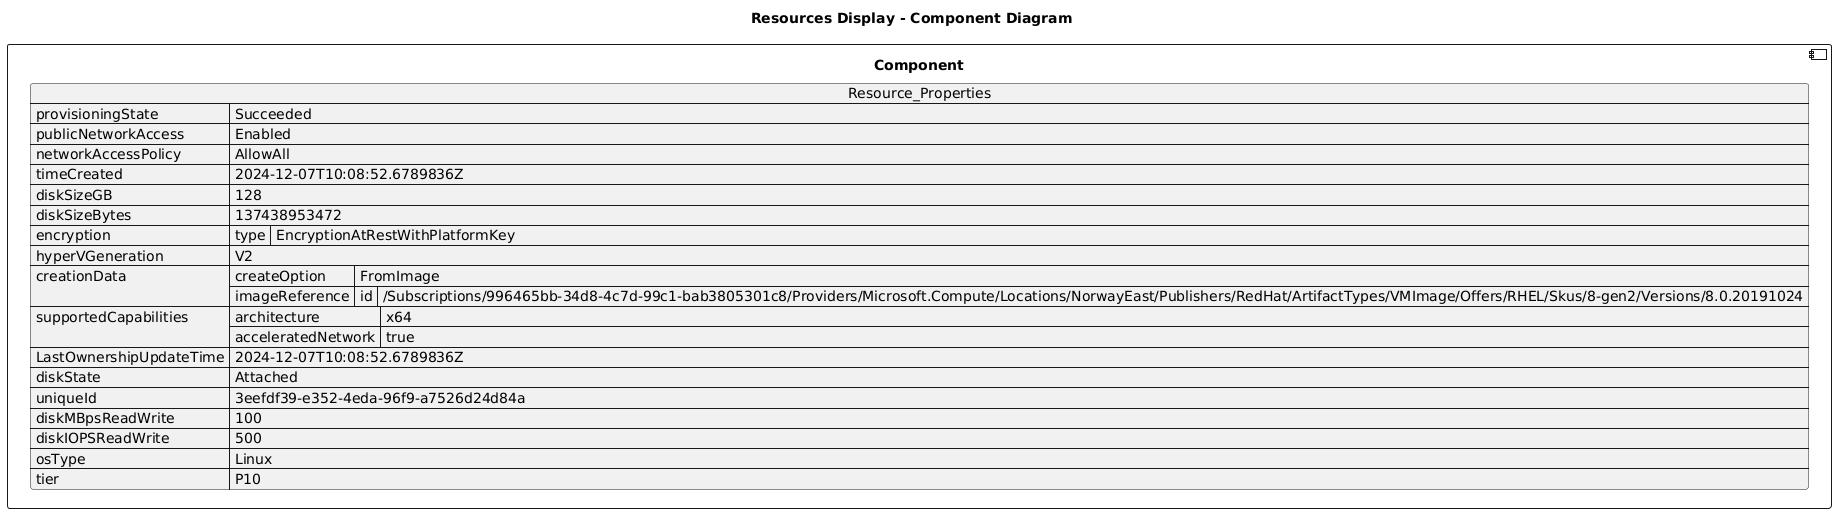 Resources Display - Component Diagram
Component
Resource_Properties
provisioningState Succeeded
publicNetworkAccess Enabled
networkAccessPolicy AllowAll
timeCreated 2024-12-07T10:08:52.6789836Z
diskSizeGB 128
diskSizeBytes 137438953472
encryption type EncryptionAtRestWithPlatformKey
hyperVGeneration V2
creationData createOption FromImage
imageReference id /Subscriptions/996465bb-34d8-4c7d-99c1-bab3805301c8/Providers/Microsoft.Compute/Locations/NorwayEast/Publishers/RedHat/ArtifactTypes/VMImage/Offers/RHEL/Skus/8-gen2/Versions/8.0.20191024
supportedCapabilities architecture x64
acceleratedNetwork true
LastOwnershipUpdateTime 2024-12-07T10:08:52.6789836Z
diskState Attached
uniqueId 3eefdf39-e352-4eda-96f9-a7526d24d84a
diskMBpsReadWrite 100
diskIOPSReadWrite 500
osType Linux
tier P10